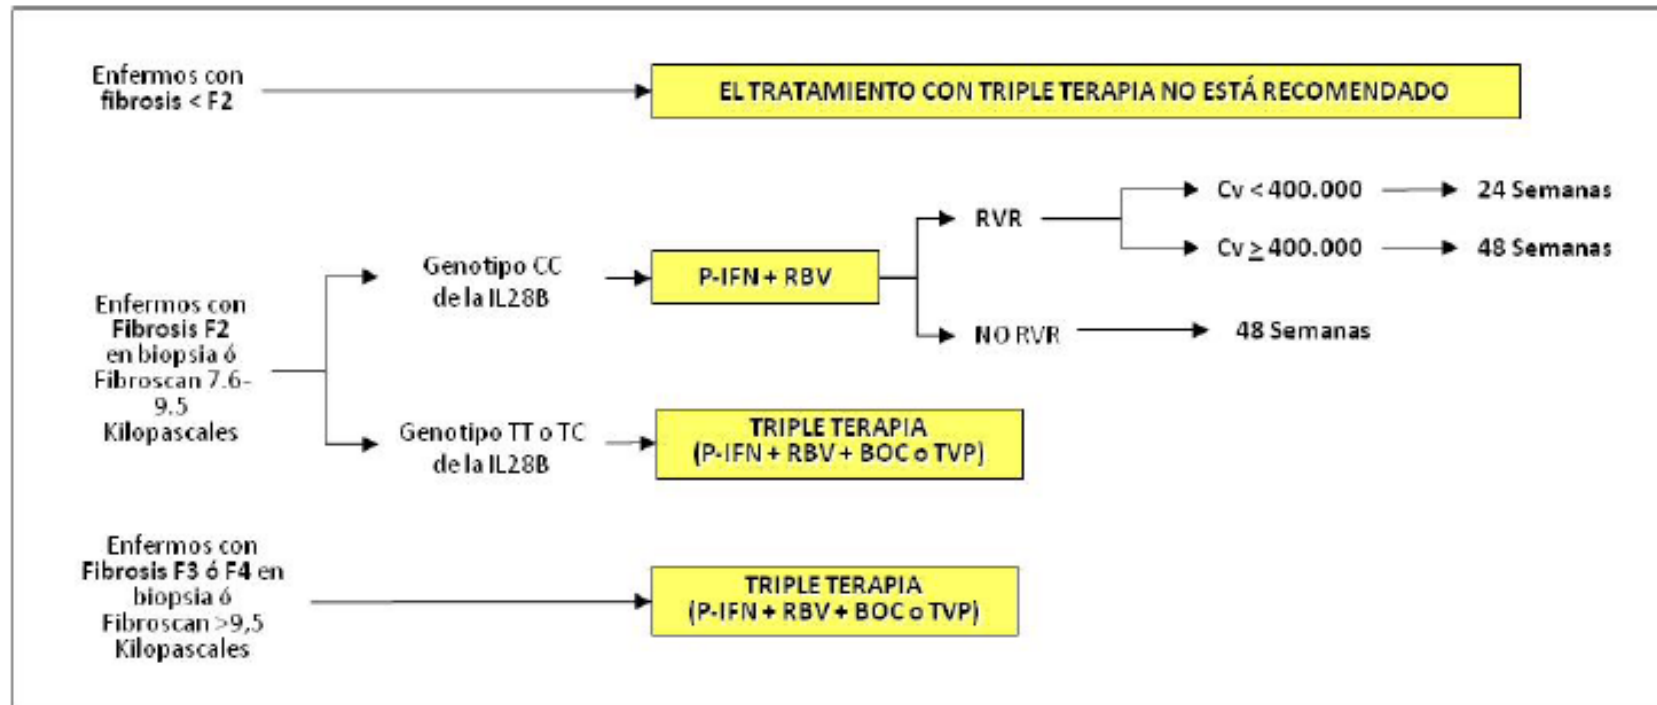 Enfermos con
fibrosis < F2
EL TRATAMIENTO CON TRIPLE TERAPIA NO ESTÁ RECOMENDADO
Enfermos con
Fibrosis F2
en biopsia ó
Fibroscan 7.6-
9.5
Kilopascales
Genotipo CC
de la IL28B
P-IFN + RBV
RVR
Cv < 400.000
24 Semanas
Cv ≥ 400.000
48 Semanas
NO RVR
48 Semanas
Genotipo TT o TC
de la IL28B
TRIPLE TERAPIA
(P-IFN + RBV + BOC o TVP)
Enfermos con
Fibrosis F3 ó F4 en
biopsia ó
Fibroscan >9,5
Kilopascales
TRIPLE TERAPIA
(P-IFN + RBV + BOC o TVP)